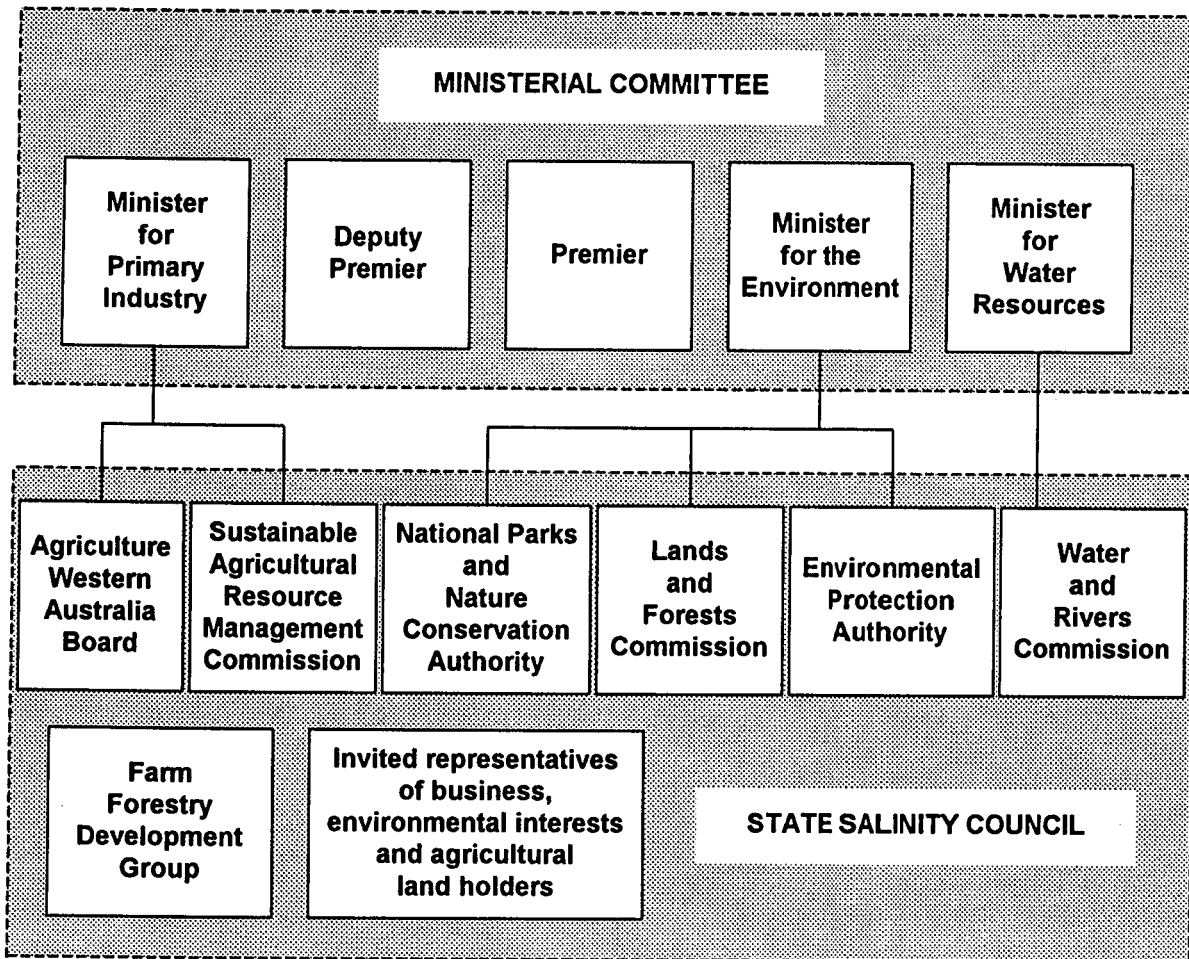 MINISTERIAL COMMITTEE
Minister
for
Primary
Industry
Deputy
Premier
Premier
Minister
for the
Environment
Minister
for
Water
Resources
Agriculture
Western
Australia
Board
Sustainable
Agricultural
Resource
Management
Commission
National Parks
and
Nature
Conservation
Authority
Lands
and
Forests
Commission
Environmental
Protection
Authority
Water
and
Rivers
Commission
Farm
Forestry
Development
Group
Invited representatives
of business,
environmental interests
and agricultural
land holders
STATE SALINITY COUNCIL